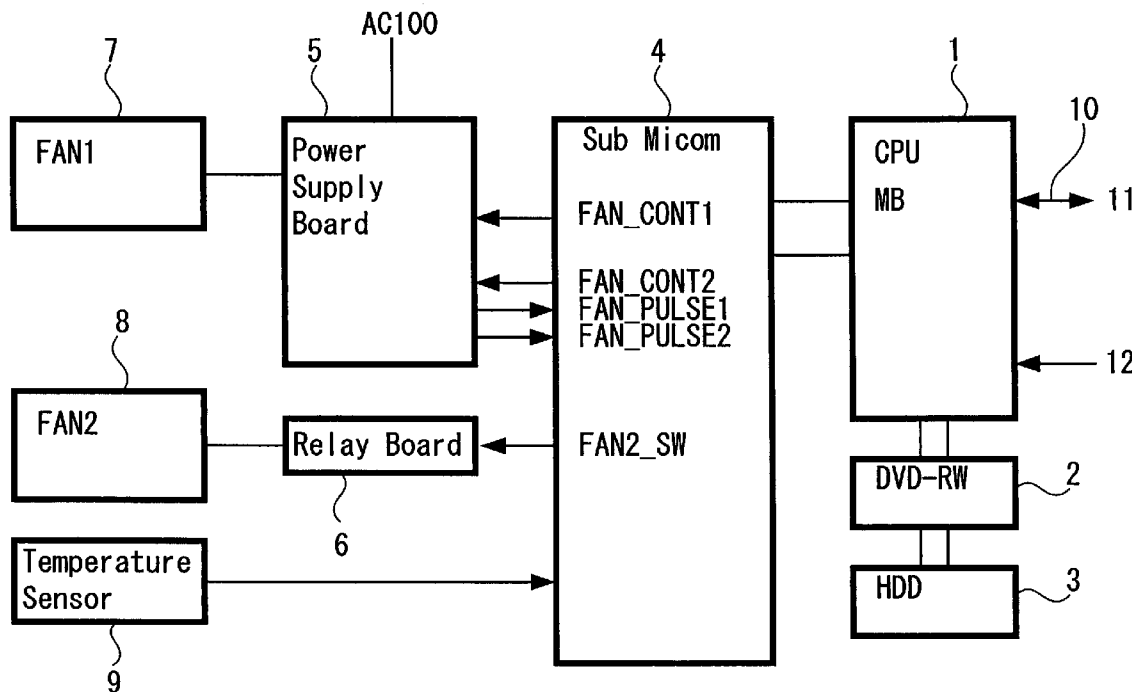 AC100
7
5
4
1
10
FAN1
Power
Supply
Board
Sub Micom
CPU
MB
11
FAN_CONT1
FAN_CONT2
FAN_PULSE1
FAN_PULSE2
8
12
FAN2
Relay Board
FAN2_SW
DVD-RW
2
6
Temperature
Sensor
HDD
3
9